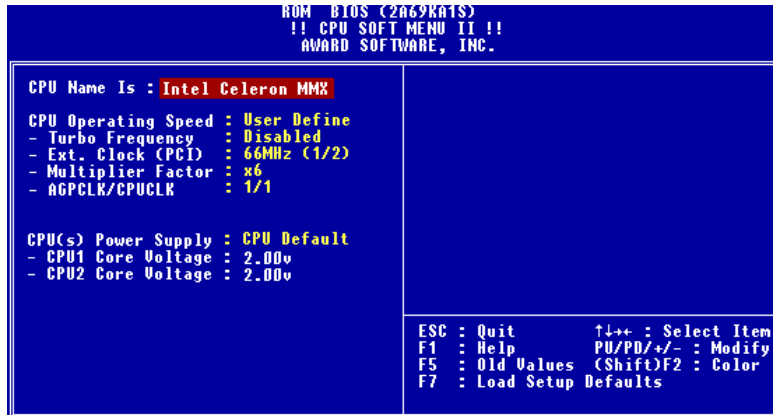 ROM BIOS (2A69KA1S)
!! CPU SOFT MENU II !!
AWARD SOFTWARE, INC.
CPU Name Is : Intel Celeron MMX
CPU Operating Speed : User Define
- Turbo Frequency : Disabled
- Ext. Clock (PCI) : 66MHz (1/2)
- Multiplier Factor : x6
- AGPCLK/CPUCLK : 1/1
CPU(s) Power Supply : CPU Default
- CPU1 Core Voltage : 2.00v
- CPU2 Core Voltage : 2.00v
ESC : Quit ↑↓→← : Select Item
F1 : Help PU/PD/+/- : Modify
F5 : Old Values (Shift)F2 : Color
F7 : Load Setup Defaults